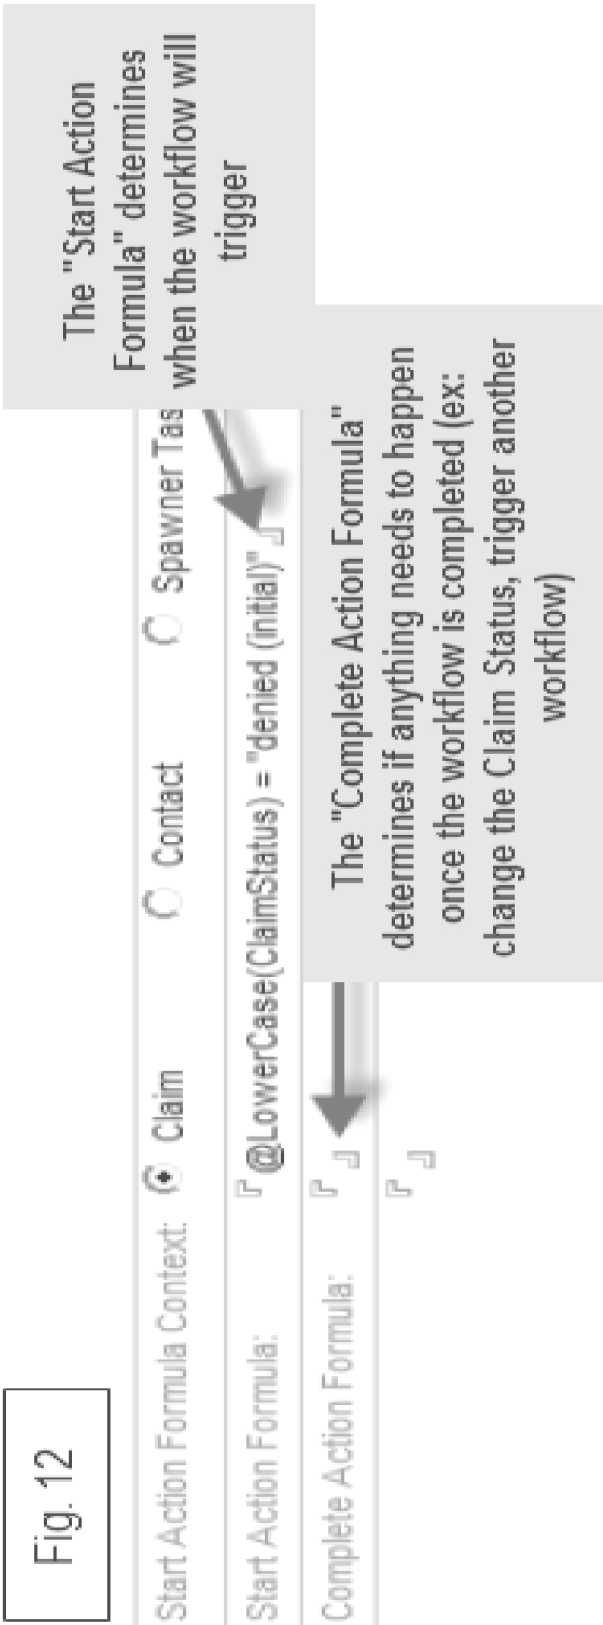 Fig. 12
Start Action Formula Context: Claim Contact Spawner Tas
Start Action Formula: @LowerCase(ClaimStatus) = "denied (initial)"
Complete Action Formula:
The "Start Action
Formula" determines
when the workflow will
trigger
The "Complete Action Formula"
determines if anything needs to happen
once the workflow is completed (ex:
change the Claim Status, trigger another
workflow)